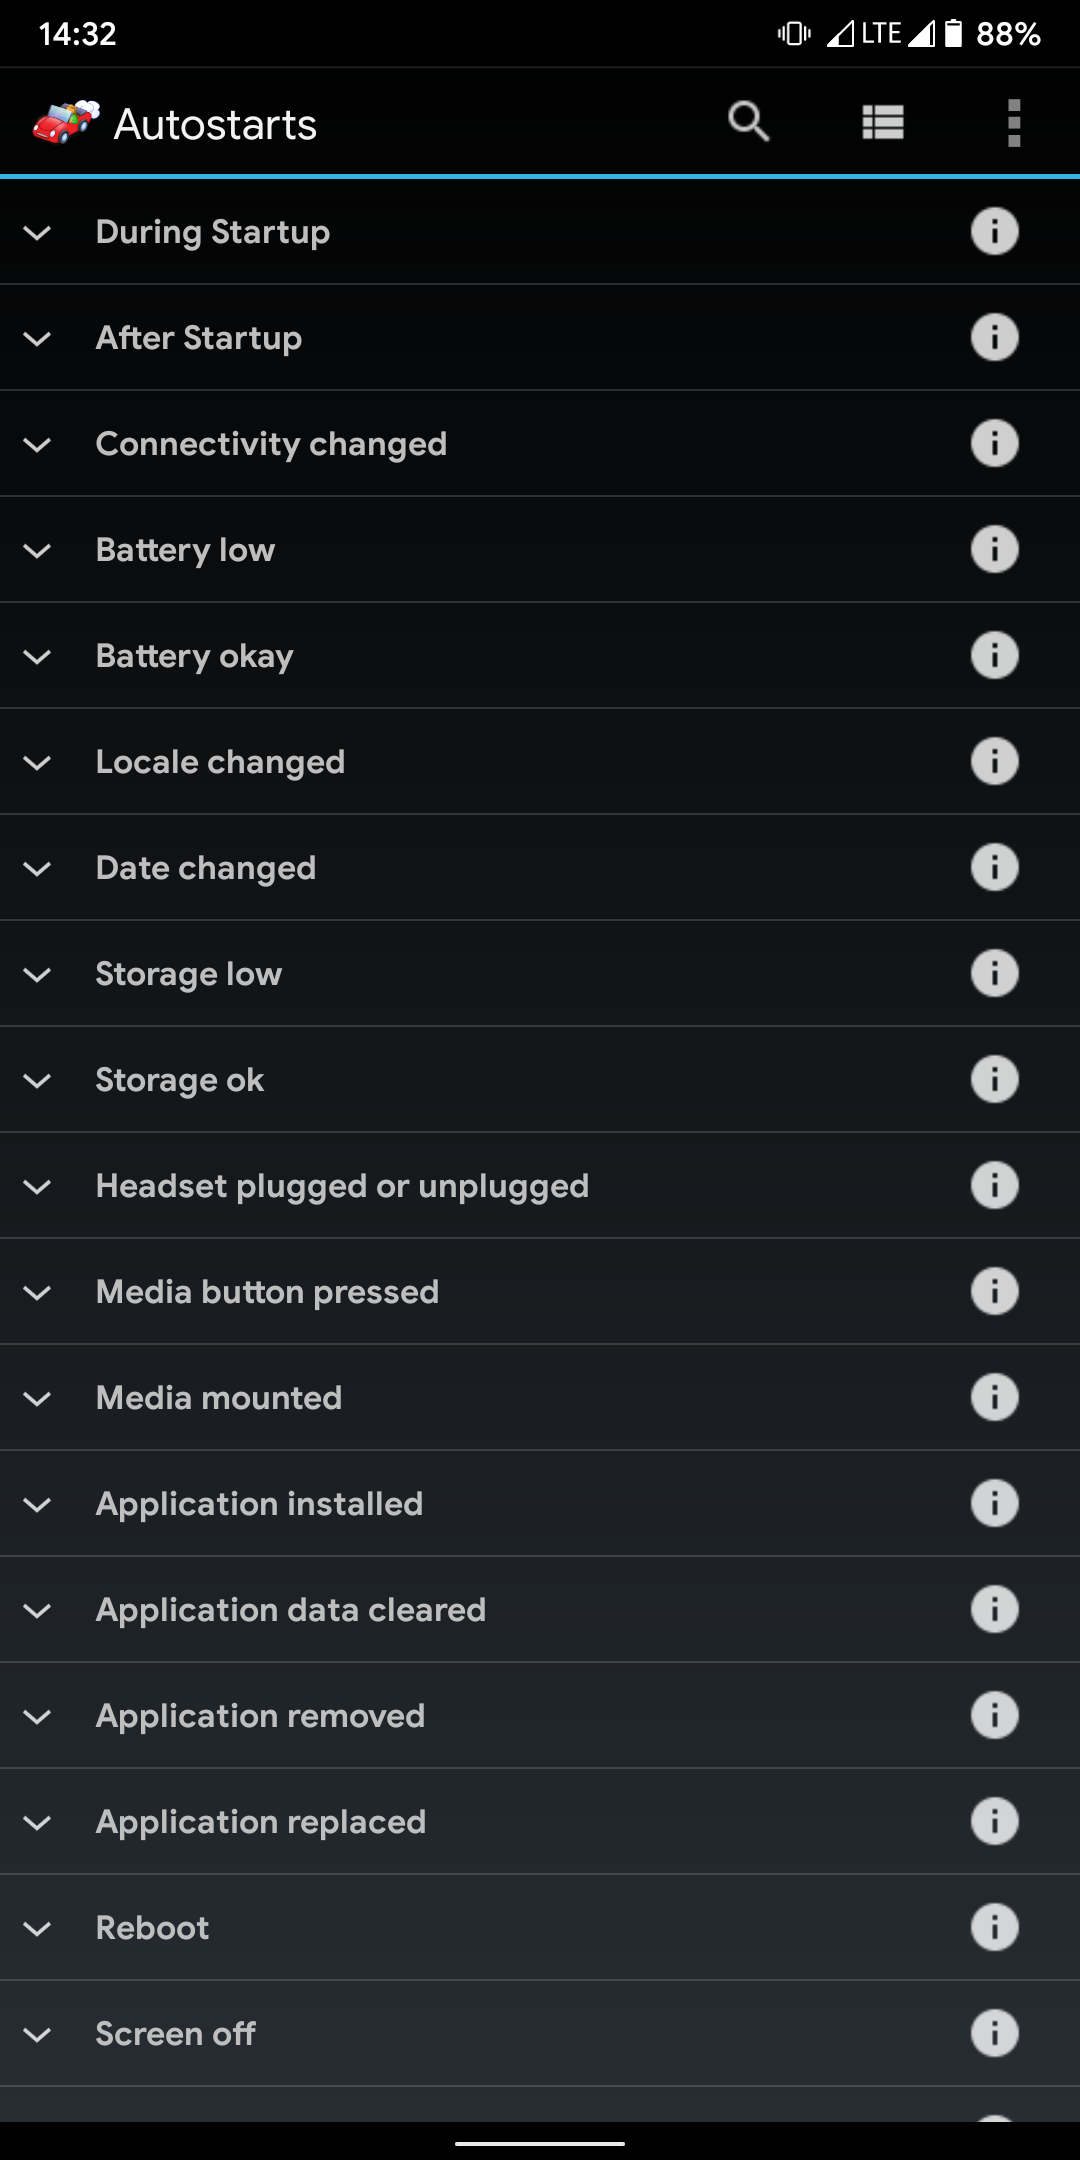 14:32
LTE 88%
Autostarts
During Startup
After Startup
Connectivity changed
Battery low
Battery okay
Locale changed
Date changed
Storage low
Storage ok
Headset plugged or unplugged
Media button pressed
Media mounted
Application installed
Application data cleared
Application removed
Application replaced
Reboot
Screen off